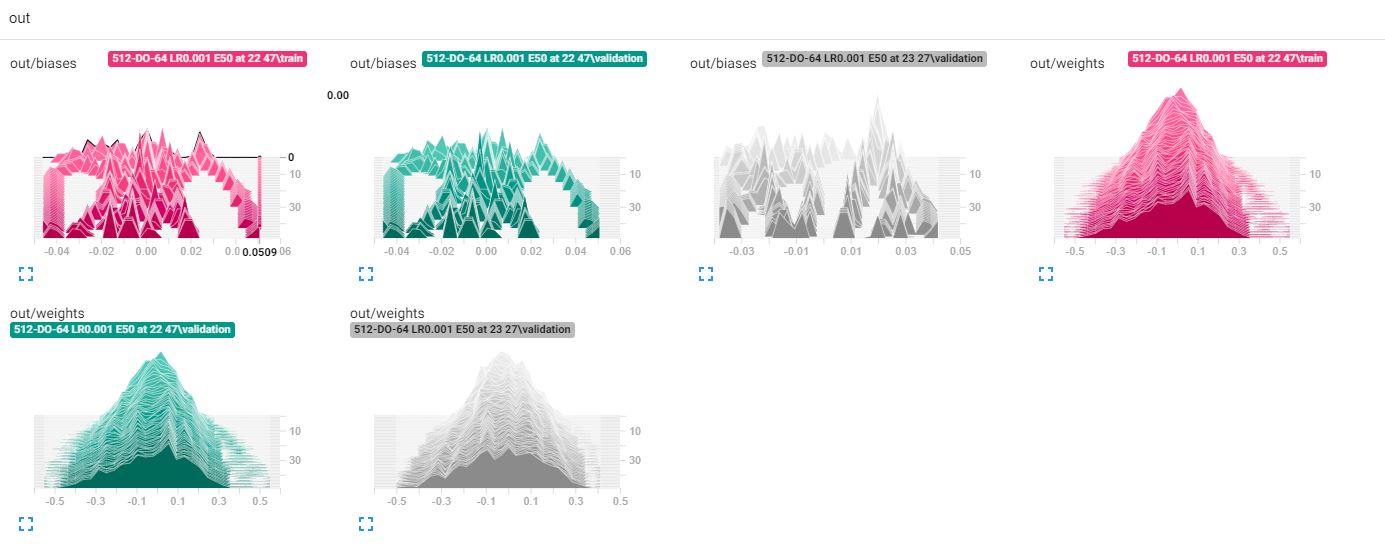 out
out/biases 512-DO-64 LR0.001 E50 at 22 47\train
out/biases 512-DO-64 LR0.001 E50 at 22 47\validation
out/biases 512-DO-64 LR0.001 E50 at 23 27\validation
out/weights 512-DO-64 LR0.001 E50 at 22 47\train
0.00
0
10
30
-0.04 -0.02 0.00 0.02 0.0 0.0509 06
10
30
-0.04 -0.02 0.00 0.02 0.04 0.06
10
30
-0.03 -0.01 0.01 0.03 0.05
10
30
-0.5 -0.3 -0.1 0.1 0.3 0.5
out/weights
512-DO-64 LR0.001 E50 at 22 47\validation
10
30
-0.5 -0.3 -0.1 0.1 0.3 0.5
out/weights
512-DO-64 LR0.001 E50 at 23 27\validation
10
30
-0.5 -0.3 -0.1 0.1 0.3 0.5